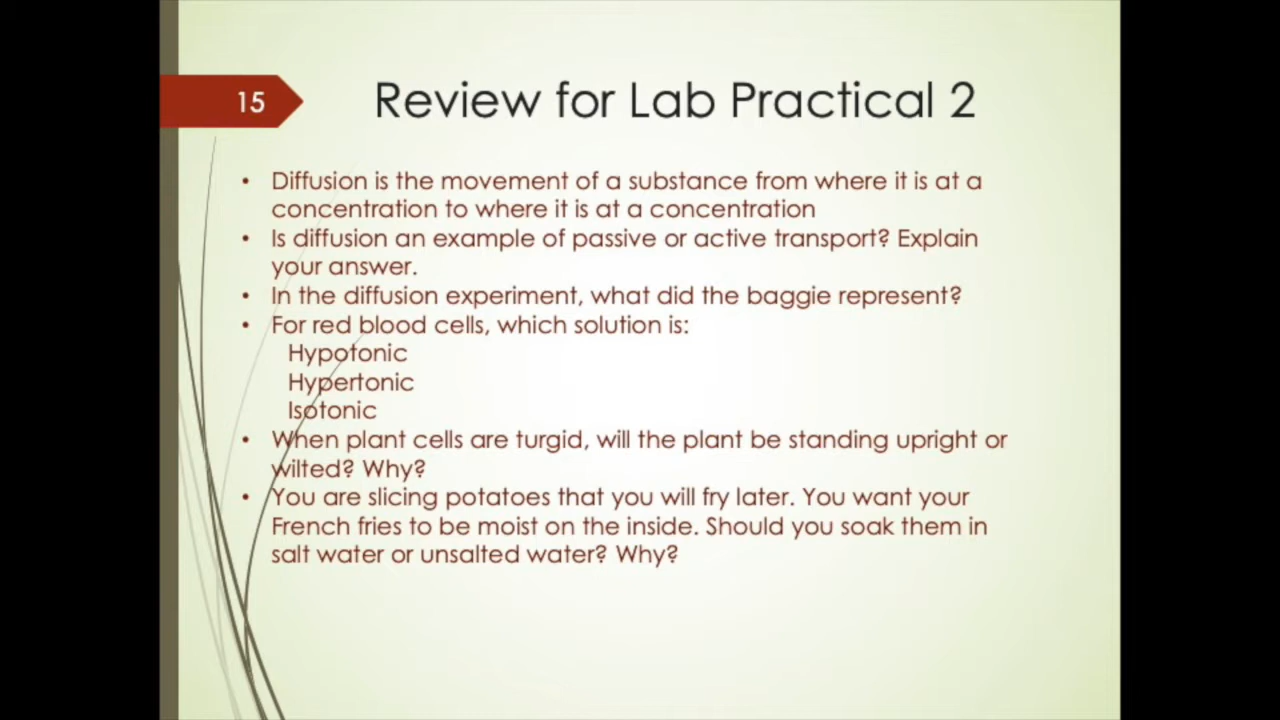 15
Review for Lab Practical 2
• Diffusion is the movement of a substance from where it is at a
concentration to where it is at a concentration
• Is diffusion an example of passive or active transport? Explain
your answer.
• In the diffusion experiment, what did the baggie represent?
• For red blood cells, which solution is:
Hypotonic
Hypertonic
Isotonic
• When plant cells are turgid, will the plant be standing upright or
wilted? Why?
• You are slicing potatoes that you will fry later. You want your
French fries to be moist on the inside. Should you soak them in
salt water or unsalted water? Why?